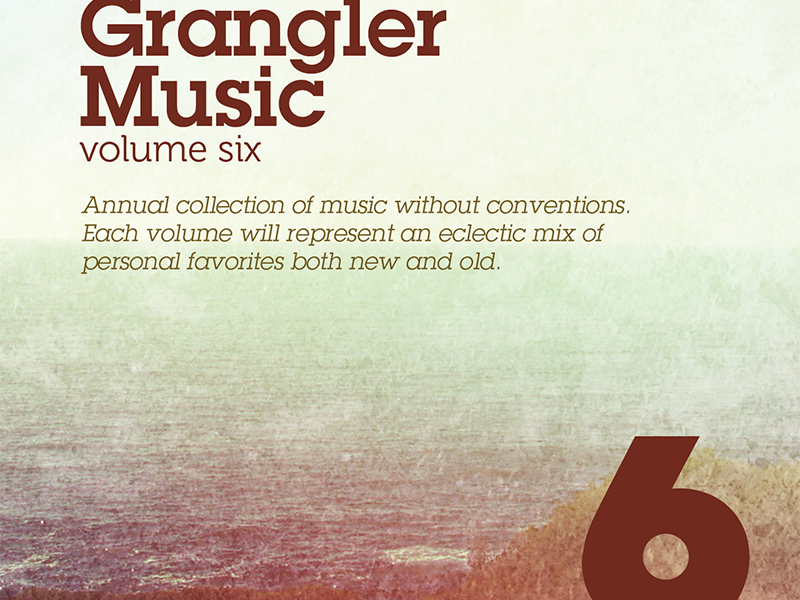 Grangler
Music
volume six
Annual collection of music without conventions.
Each volume will represent an eclectic mix of
personal favorites both new and old.
6